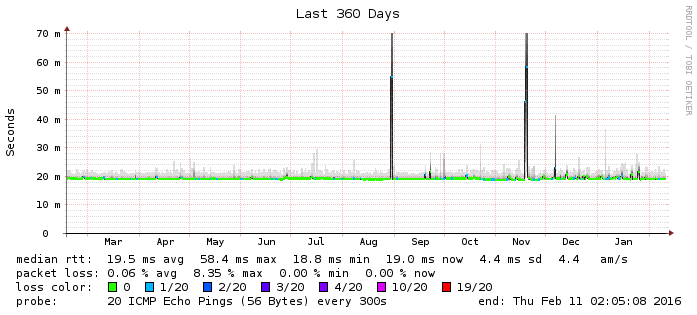 Last 360 Days
RRDTOOL / TOBI OETIKER
Seconds
70 m
60 m
50 m
40 m
30 m
20 m
10 m
0
Mar Apr May Jun Jul Aug Sep Oct Nov Dec Jan
median rtt: 19.5 ms avg 58.4 ms max 18.8 ms min 19.0 ms now 4.4 ms sd 4.4 am/s
packet loss: 0.06 % avg 8.35 % max 0.00 % min 0.00 % now
loss color: 0 1/20 2/20 3/20 4/20 10/20 19/20
probe: 20 ICMP Echo Pings (56 Bytes) every 300s end: Thu Feb 11 02:05:08 2016